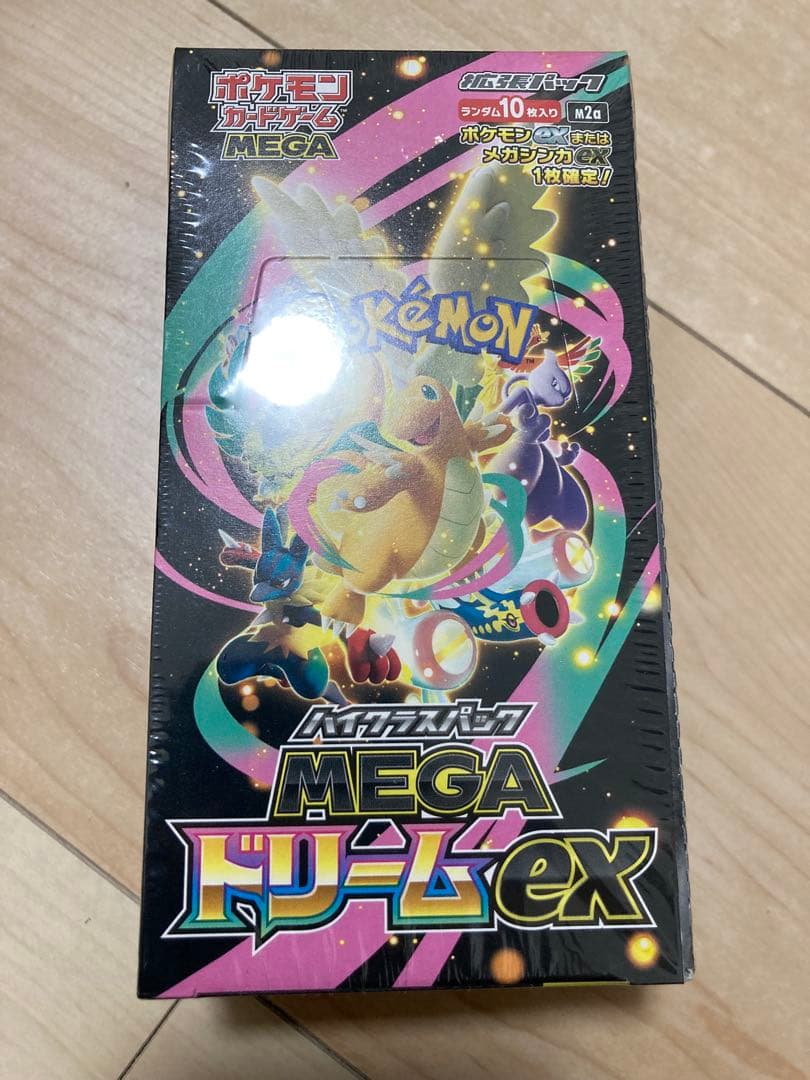 ポケモン
カードゲーム
MEGA
拡張パック
ランダム10枚入り M2a
ポケモンexまたは
メガシンカex
1枚確定!
POKéMON
TM
ハイクラスパック
MEGA
ドリームex